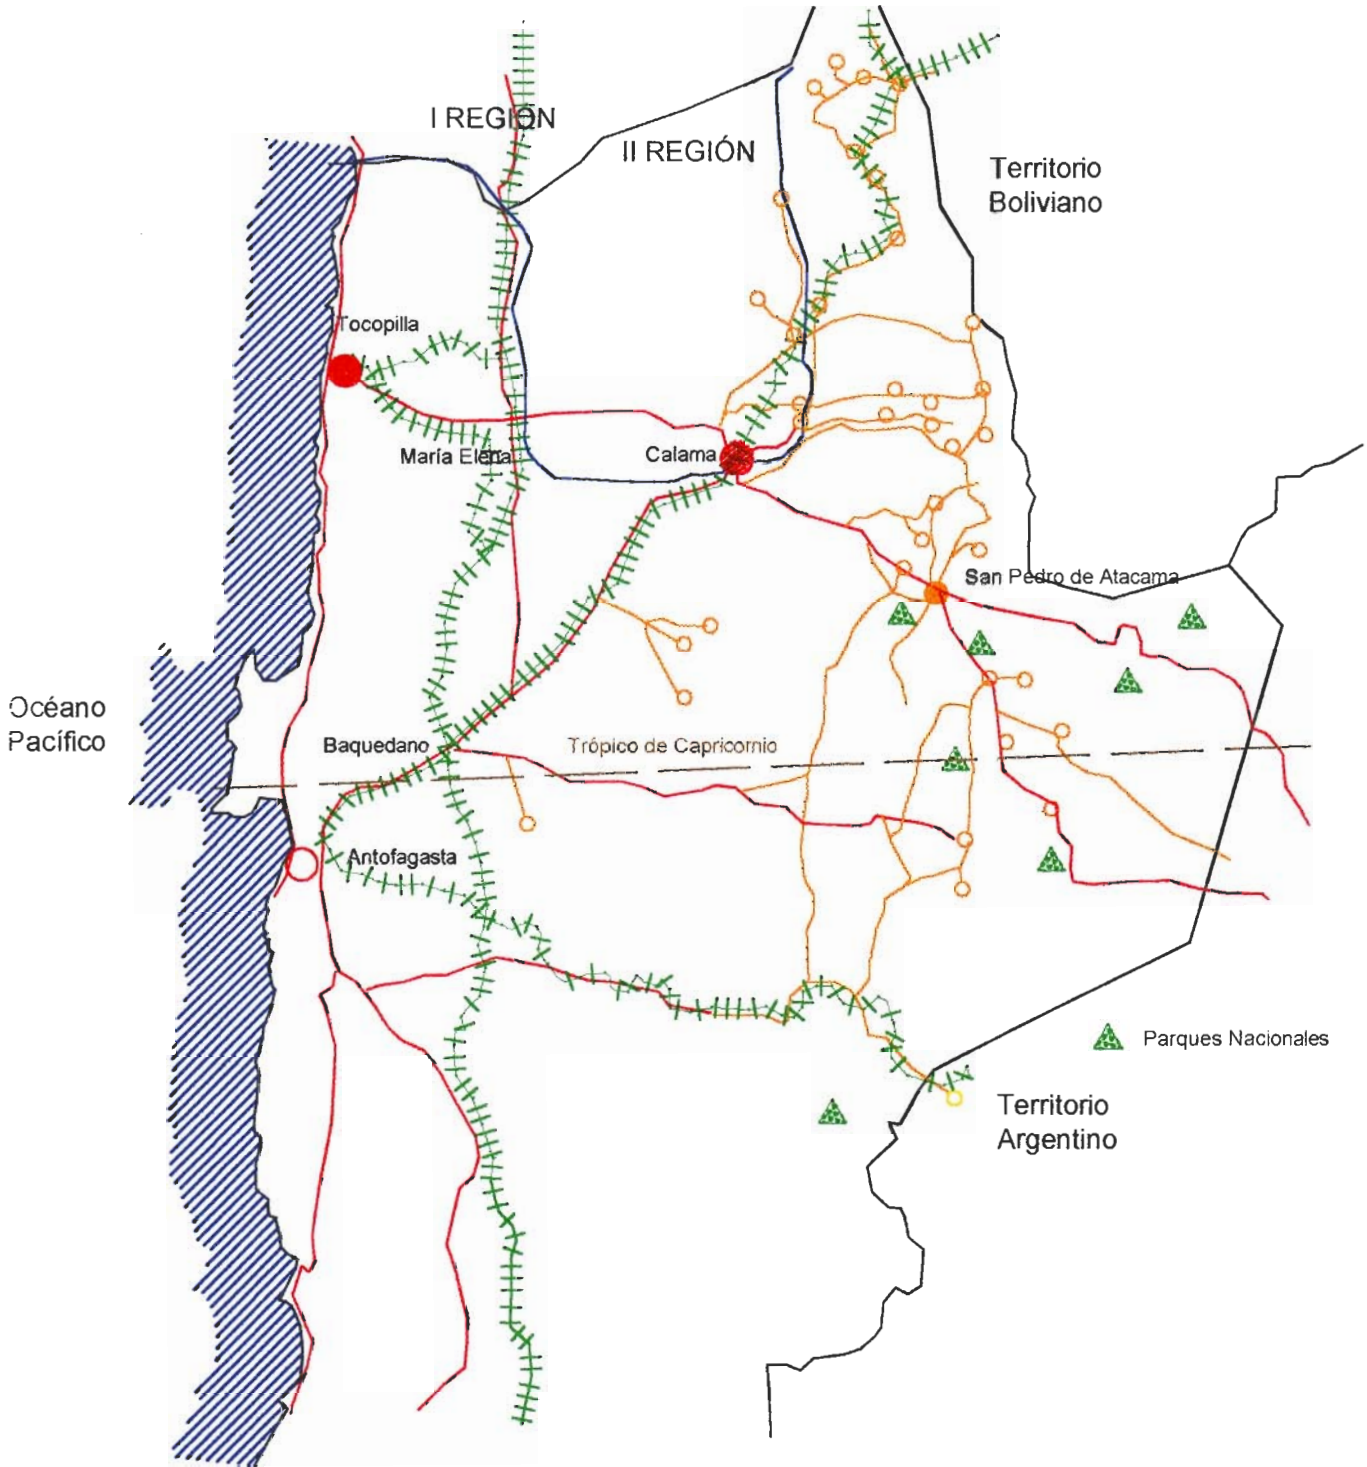 I REGIÓN
II REGIÓN
Territorio
Boliviano
Tocopilla
María Elena
Calama
San Pedro de Atacama
Océano
Pacífico
Baquedano
Trópico de Capricornio
Antofagasta
Parques Nacionales
Territorio
Argentino